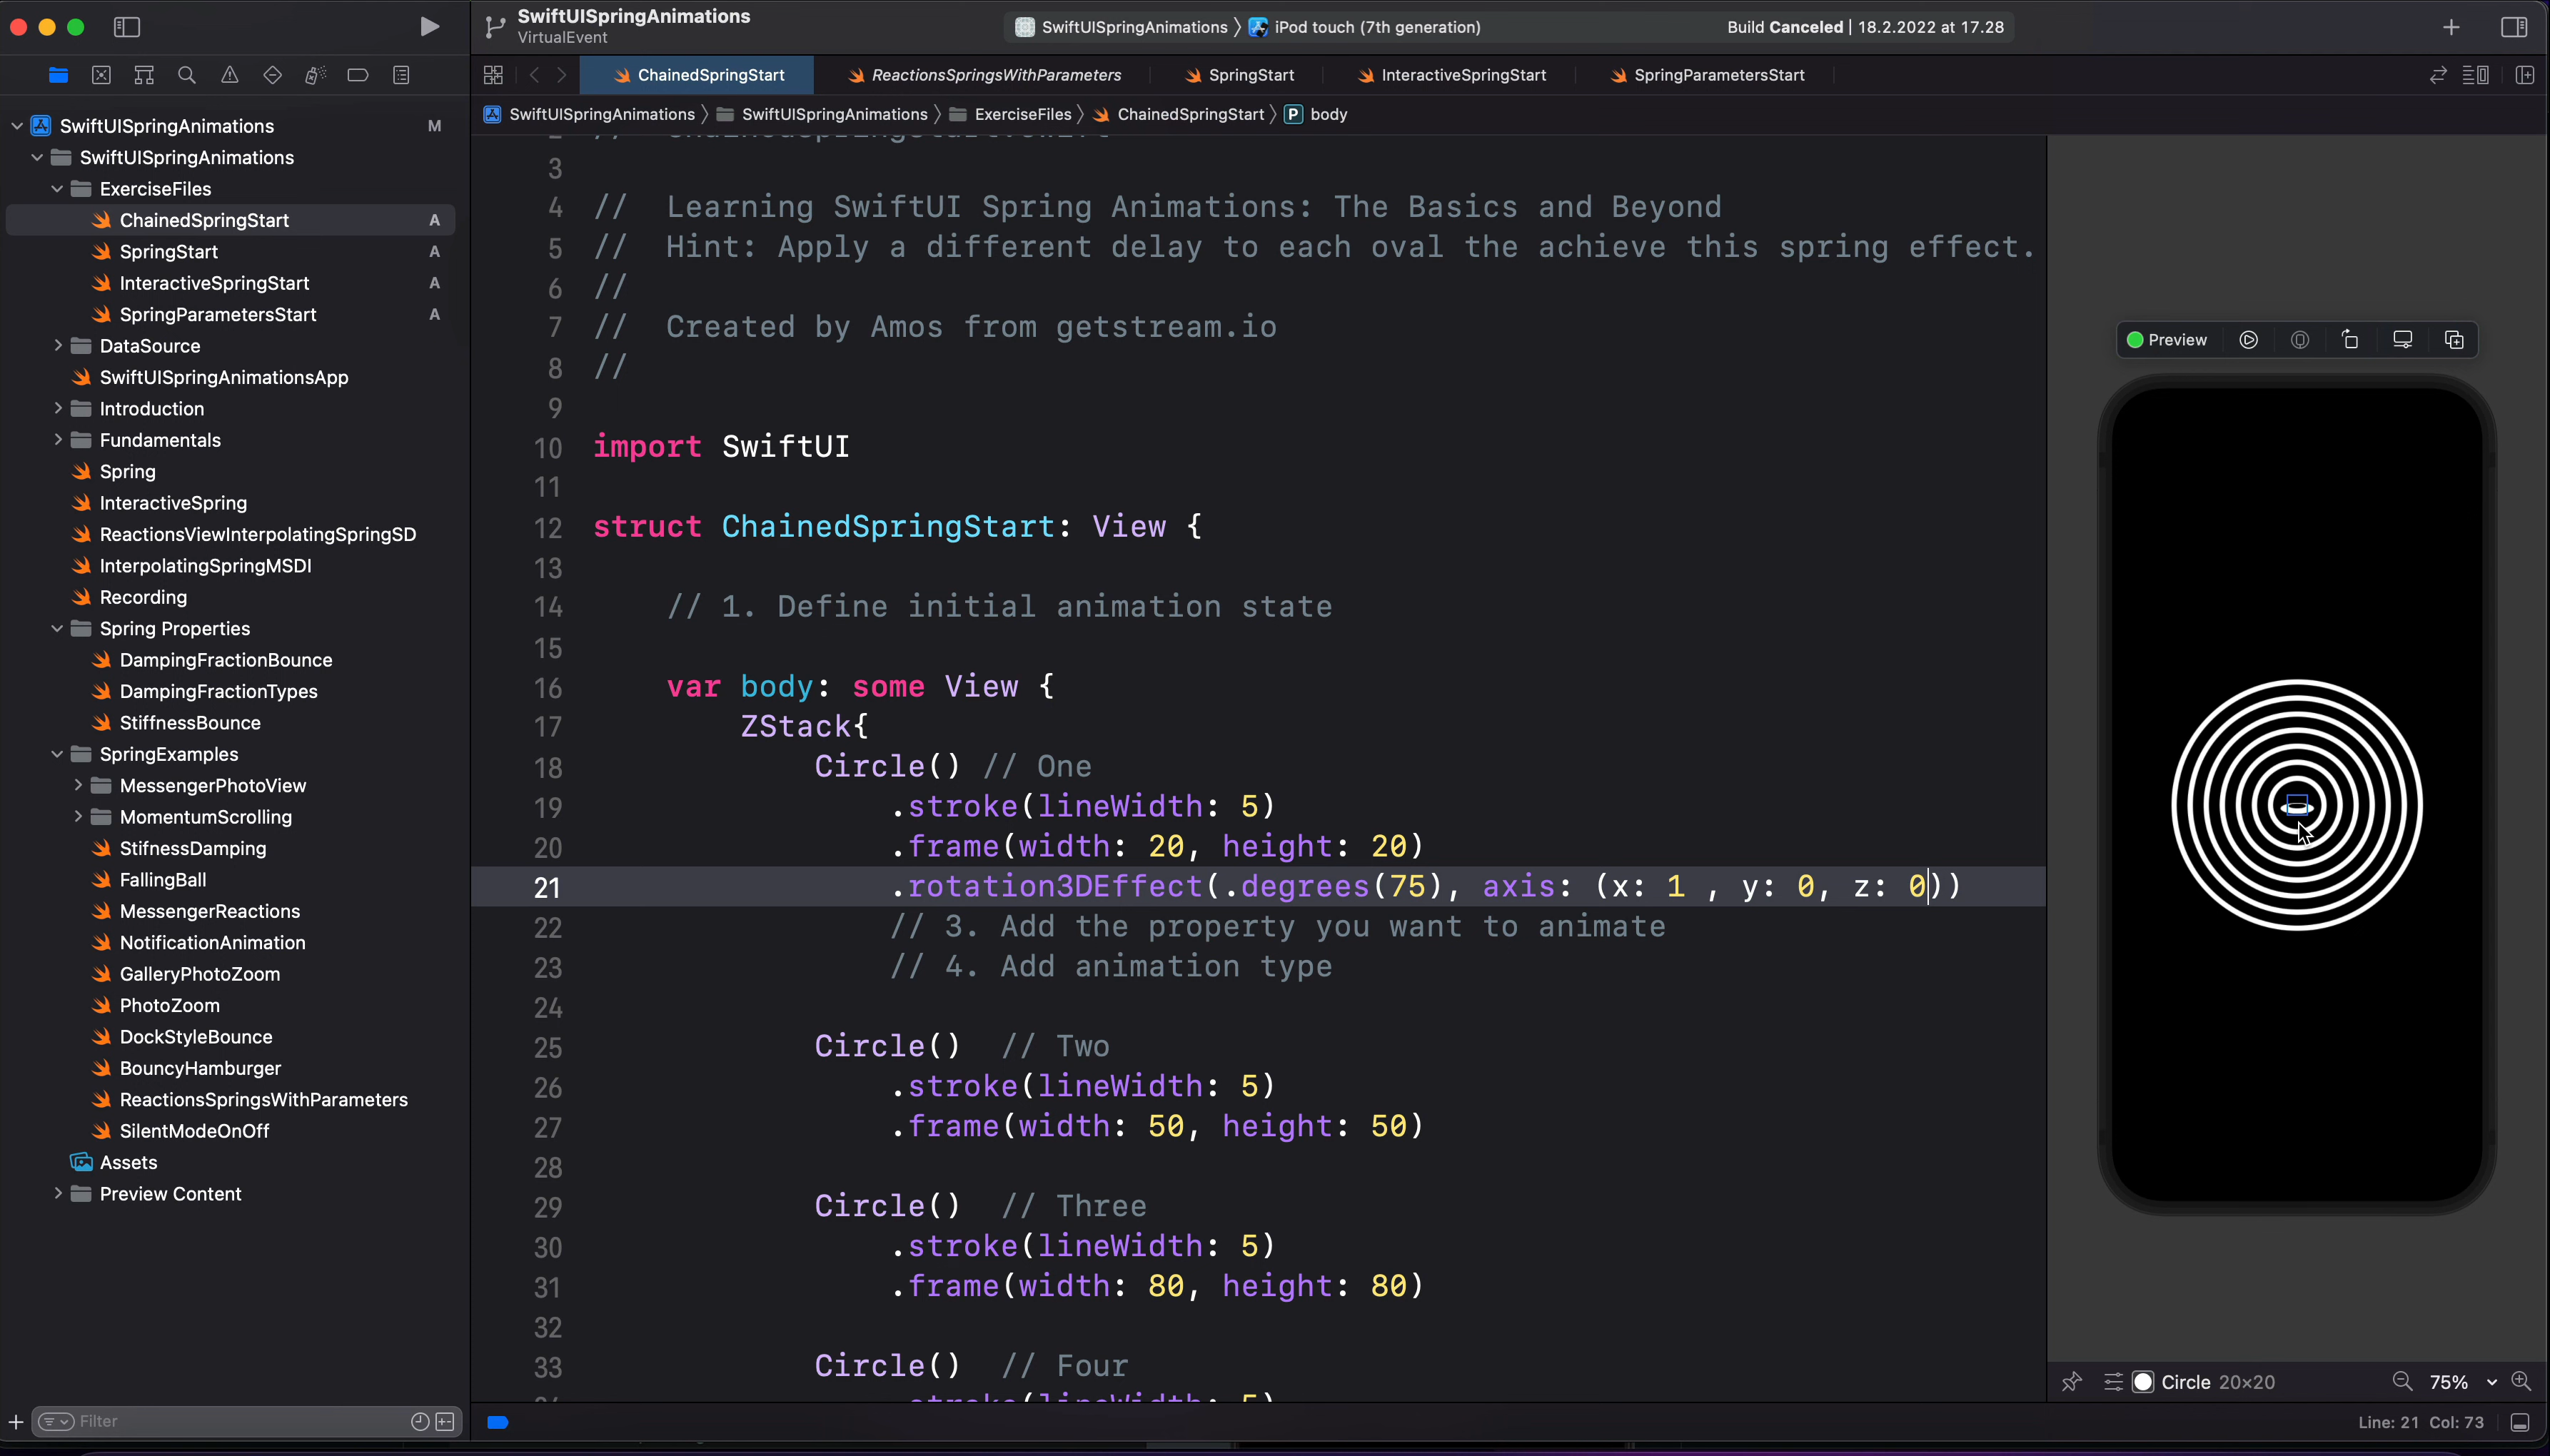 SwiftUISpringAnimations
VirtualEvent
SwiftUISpringAnimations 〉 iPod touch (7th generation)
Build Canceled | 18.2.2022 at 17.28
ChainedSpringStart
ReactionsSpringsWithParameters
SpringStart
InteractiveSpringStart
SpringParametersStart
SwiftUISpringAnimations 〉 SwiftUISpringAnimations 〉 ExerciseFiles 〉 ChainedSpringStart 〉 P body
SwiftUISpringAnimations M
SwiftUISpringAnimations
ExerciseFiles
ChainedSpringStart A
SpringStart A
InteractiveSpringStart A
SpringParametersStart A
DataSource
SwiftUISpringAnimationsApp
Introduction
Fundamentals
Spring
InteractiveSpring
ReactionsViewInterpolatingSpringSD
InterpolatingSpringMSDI
Recording
Spring Properties
DampingFractionBounce
DampingFractionTypes
StiffnessBounce
SpringExamples
MessengerPhotoView
MomentumScrolling
StifnessDamping
FallingBall
MessengerReactions
NotificationAnimation
GalleryPhotoZoom
PhotoZoom
DockStyleBounce
BouncyHamburger
ReactionsSpringsWithParameters
SilentModeOnOff
Assets
Preview Content
Filter
3
4 // Learning SwiftUI Spring Animations: The Basics and Beyond
5 // Hint: Apply a different delay to each oval the achieve this spring effect.
6 //
7 // Created by Amos from getstream.io
8 //
9
10 import SwiftUI
11
12 struct ChainedSpringStart: View {
13
14 // 1. Define initial animation state
15
16 var body: some View {
17 ZStack{
18 Circle() // One
19 .stroke(lineWidth: 5)
20 .frame(width: 20, height: 20)
21 .rotation3DEffect(.degrees(75), axis: (x: 1 , y: 0, z: 0))
22 // 3. Add the property you want to animate
23 // 4. Add animation type
24
25 Circle() // Two
26 .stroke(lineWidth: 5)
27 .frame(width: 50, height: 50)
28
29 Circle() // Three
30 .stroke(lineWidth: 5)
31 .frame(width: 80, height: 80)
32
33 Circle() // Four
Preview
Circle 20×20
75%
Line: 21 Col: 73